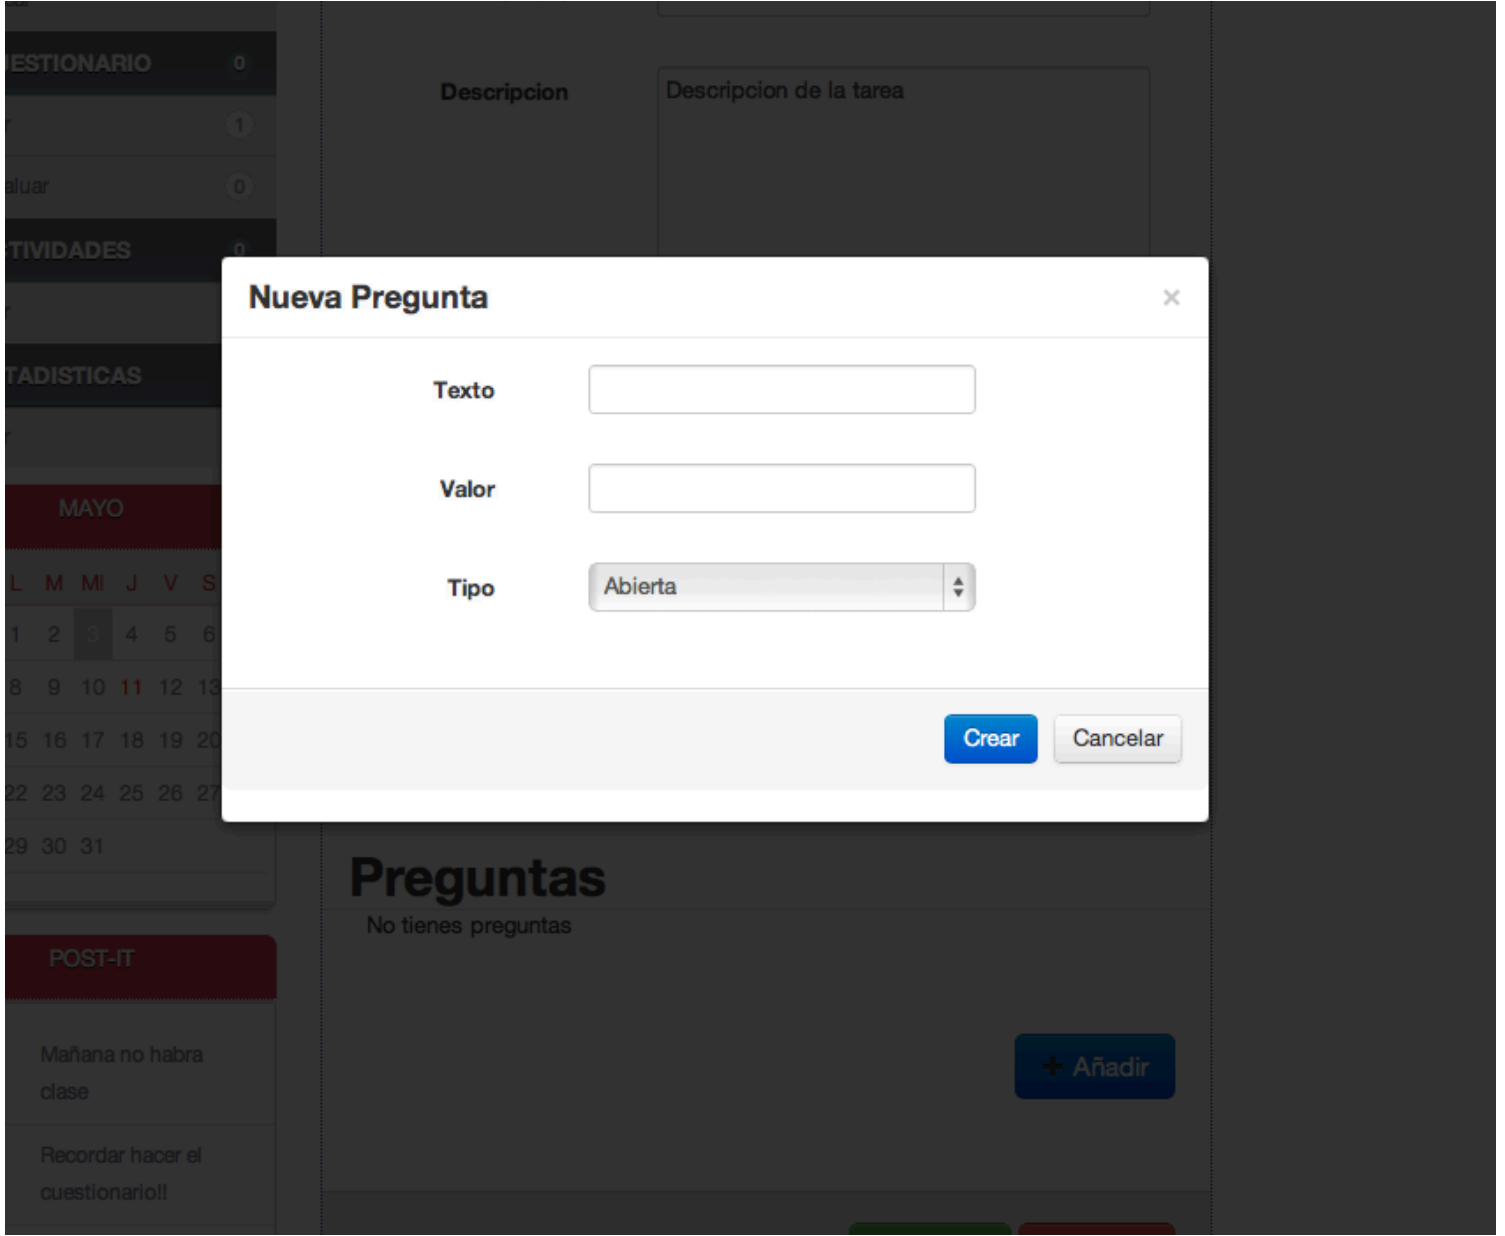 ESTIONARIO 0
1
aluar 0
TIVIDADES 0
TADISTICAS
MAYO
L M MI J V S
1 2 3 4 5 6
8 9 10 11 12 13
15 16 17 18 19 20
22 23 24 25 26 27
29 30 31
POST-IT
Mañana no habra
clase
Recordar hacer el
cuestionario!!
Descripcion
Descripcion de la tarea
Nueva Pregunta ×
Texto
Valor
Tipo Abierta
Crear Cancelar
Preguntas
No tienes preguntas
+ Añadir